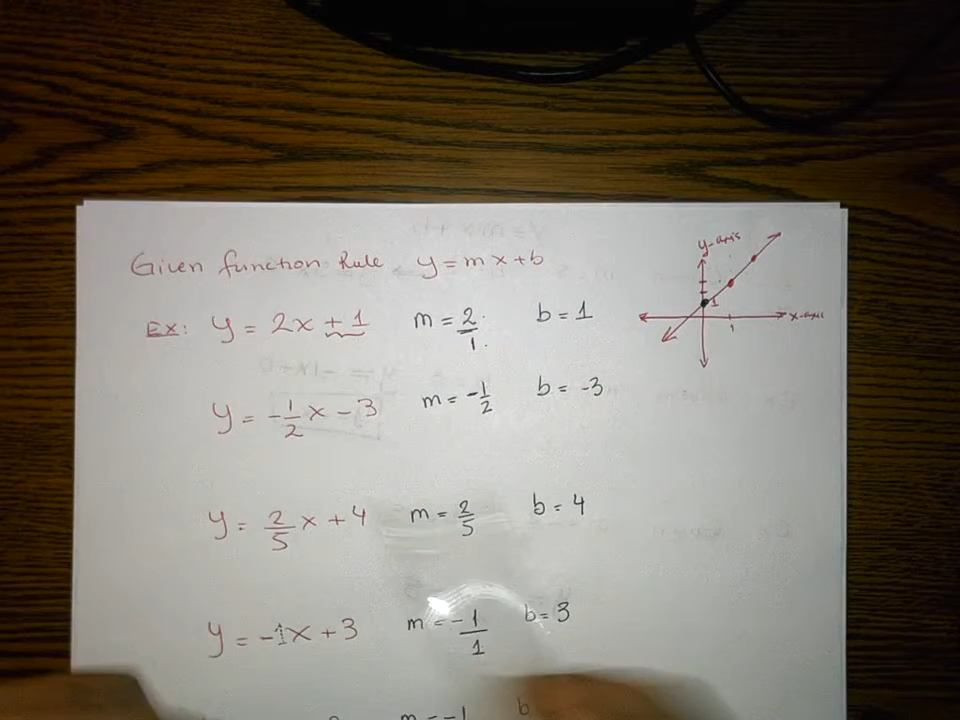 Given function Rule y = mx + b
y-axis
1
x-axis
1
Ex: y = 2x + 1 m = 2/1 b = 1
y = -1/2 x - 3 m = -1/2 b = -3
y = 2/5 x + 4 m = 2/5 b = 4
y = -1x + 3 m = -1/1 b = 3
m = -1 b